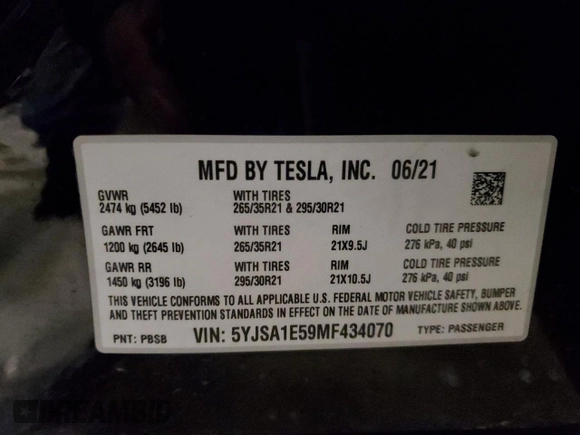 MFD BY TESLA, INC. 06/21
GVWR WITH TIRES
2474 kg (5452 lb) 265/35R21 & 295/30R21
GAWR FRT WITH TIRES RIM COLD TIRE PRESSURE
1200 kg (2645 lb) 265/35R21 21X9.5J 276 kPa, 40 psi
GAWR RR WITH TIRES RIM COLD TIRE PRESSURE
1450 kg (3196 lb) 295/30R21 21X10.5J 276 kPa, 40 psi
THIS VEHICLE CONFORMS TO ALL APPLICABLE U.S. FEDERAL MOTOR VEHICLE SAFETY, BUMPER
AND THEFT PREVENTION STANDARDS IN EFFECT ON THE DATE OF MANUFACTURE SHOWN ABOVE.
PNT: PBSB VIN: 5YJSA1E59MF434070 TYPE: PASSENGER
DREAMBID